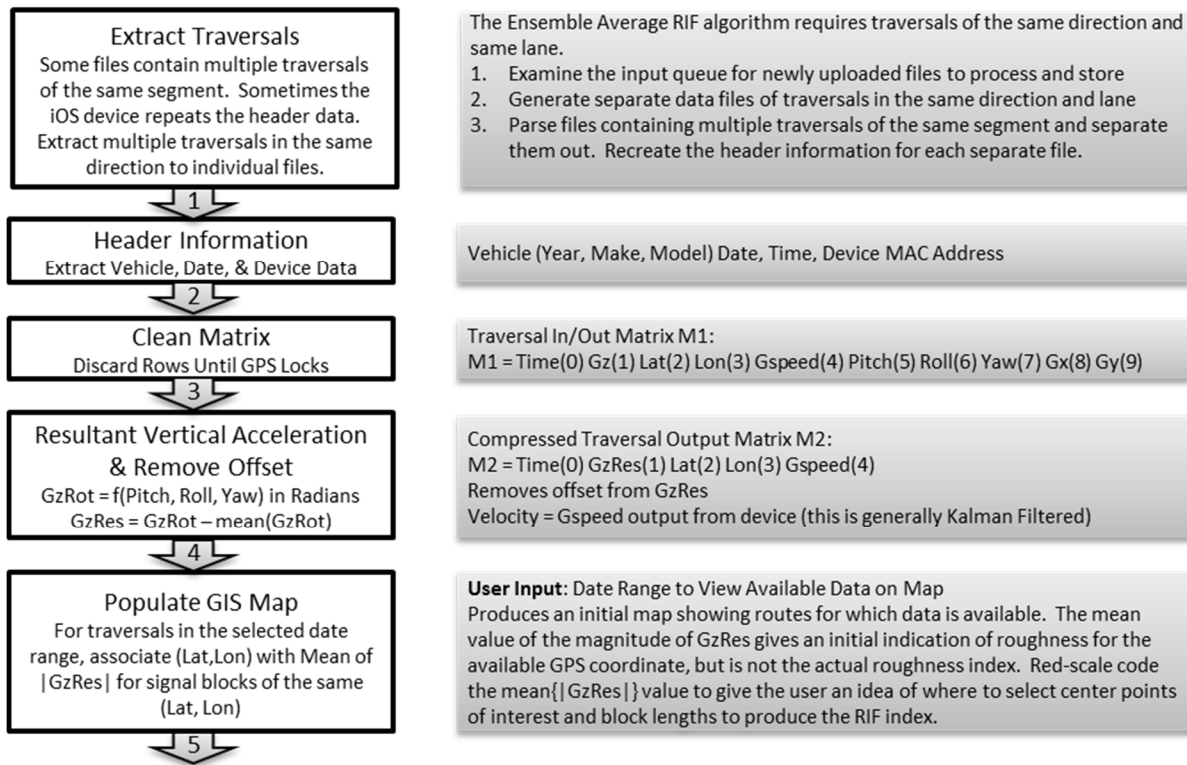 Extract Traversals
Some files contain multiple traversals
of the same segment. Sometimes the
iOS device repeats the header data.
Extract multiple traversals in the same
direction to individual files.
The Ensemble Average RIF algorithm requires traversals of the same direction and
same lane.
1. Examine the input queue for newly uploaded files to process and store
2. Generate separate data files of traversals in the same direction and lane
3. Parse files containing multiple traversals of the same segment and separate
them out. Recreate the header information for each separate file.
1
Header Information
Extract Vehicle, Date, & Device Data
Vehicle (Year, Make, Model) Date, Time, Device MAC Address
2
Clean Matrix
Discard Rows Until GPS Locks
Traversal In/Out Matrix M1:
M1 = Time(0) Gz(1) Lat(2) Lon(3) Gspeed(4) Pitch(5) Roll(6) Yaw(7) Gx(8) Gy(9)
3
Resultant Vertical Acceleration
& Remove Offset
GzRot = f(Pitch, Roll, Yaw) in Radians
GzRes = GzRot – mean(GzRot)
Compressed Traversal Output Matrix M2:
M2 = Time(0) GzRes(1) Lat(2) Lon(3) Gspeed(4)
Removes offset from GzRes
Velocity = Gspeed output from device (this is generally Kalman Filtered)
4
Populate GIS Map
For traversals in the selected date
range, associate (Lat,Lon) with Mean of
|GzRes| for signal blocks of the same
(Lat, Lon)
User Input: Date Range to View Available Data on Map
Produces an initial map showing routes for which data is available. The mean
value of the magnitude of GzRes gives an initial indication of roughness for the
available GPS coordinate, but is not the actual roughness index. Red-scale code
the mean{|GzRes|} value to give the user an idea of where to select center points
of interest and block lengths to produce the RIF index.
5